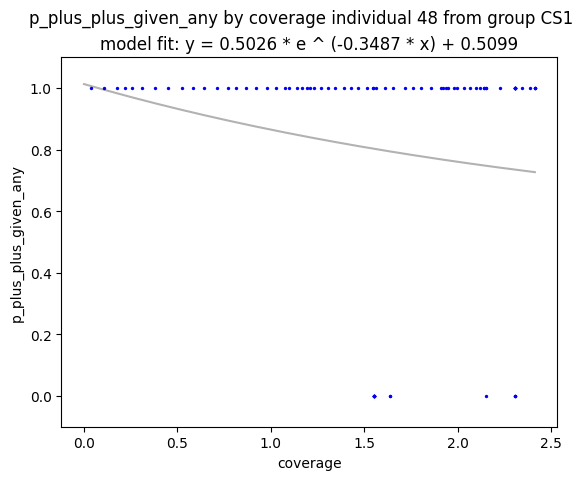 p_plus_plus_given_any by coverage individual 48 from group CS1
model fit: y = 0.5026 * e ^ (-0.3487 * x) + 0.5099
1.0
0.8
0.6
0.4
0.2
0.0
p_plus_plus_given_any
0.0 0.5 1.0 1.5 2.0 2.5
coverage